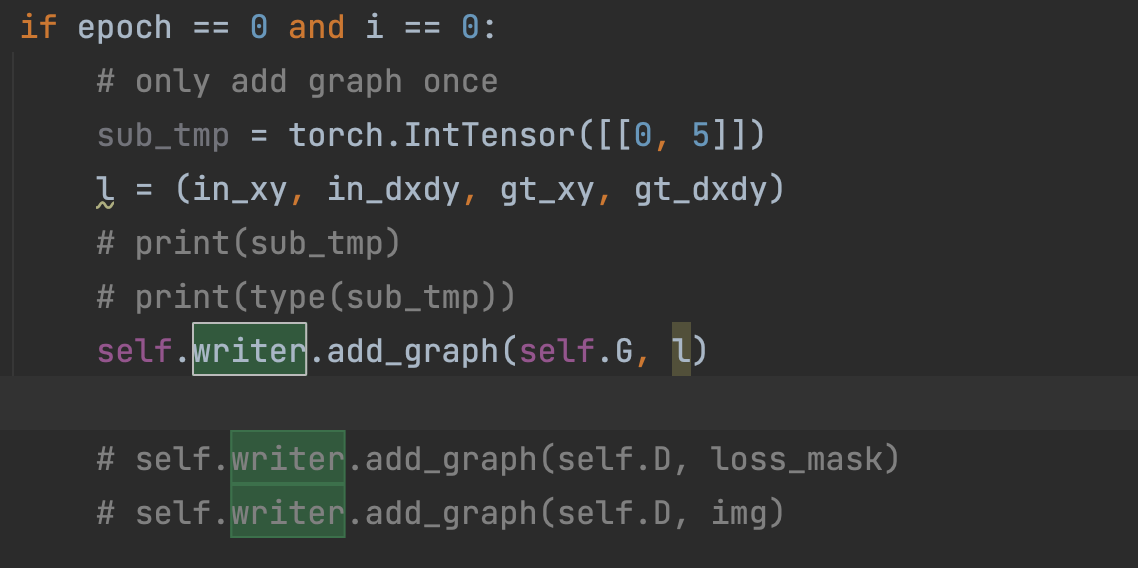 if epoch == 0 and i == 0:
    # only add graph once
    sub_tmp = torch.IntTensor([[0, 5]])
    l = (in_xy, in_dxdy, gt_xy, gt_dxdy)
    # print(sub_tmp)
    # print(type(sub_tmp))
    self.writer.add_graph(self.G, l)
    # self.writer.add_graph(self.D, loss_mask)
    # self.writer.add_graph(self.D, img)